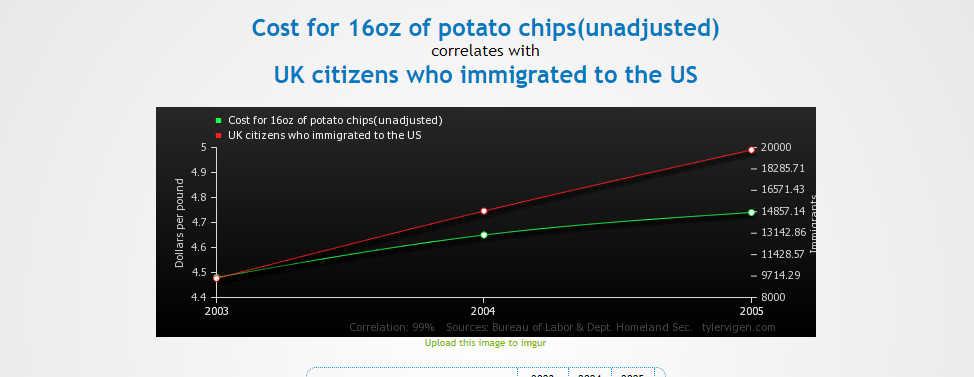 Cost for 16oz of potato chips(unadjusted)
correlates with
UK citizens who immigrated to the US
Cost for 16oz of potato chips(unadjusted)
UK citizens who immigrated to the US
5
4.9
4.8
4.7
4.6
4.5
4.4
Dollars per pound
20000
18285.71
16571.43
14857.14
13142.86
11428.57
9714.29
8000
Immigrants
2003 2004 2005
Correlation: 99% Sources: Bureau of Labor & Dept. Homeland Sec. tylervigen.com
Upload this image to imgur
2003 2004 2005